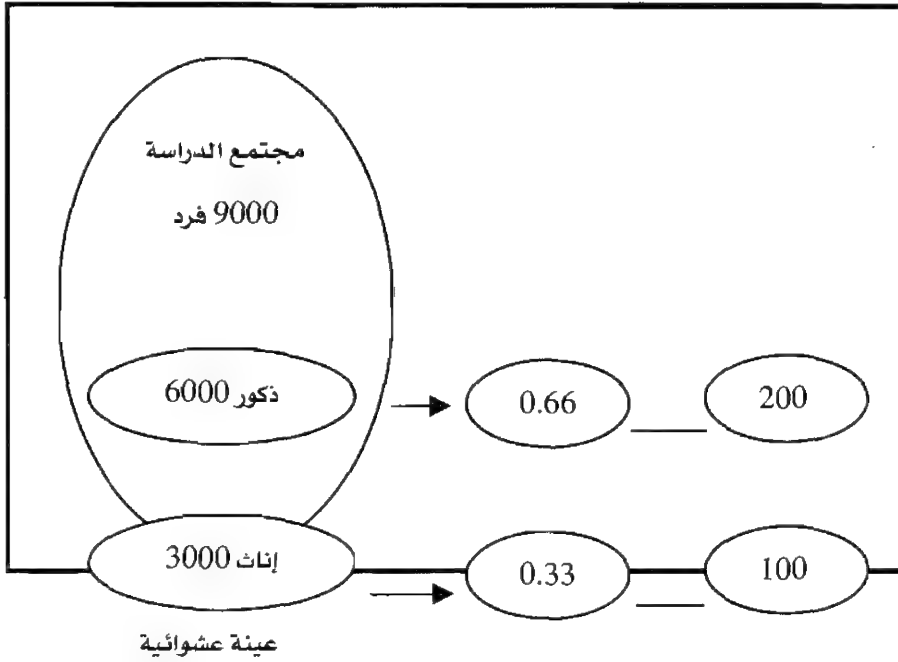 مجتمع الدراسة
9000 فرد
ذكور 6000
0.66
200
إناث 3000
0.33
100
عينة عشوائية